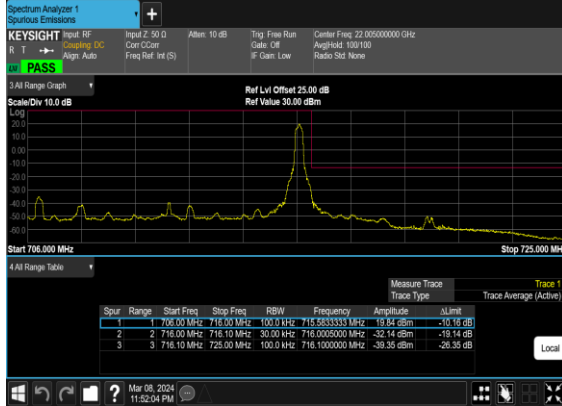 Spectrum Analyzer 1
Spurious Emissions
KEYSIGHT
R T
PASS
Input: RF
Coupling: DC
Align: Auto
Input Z: 50 Ω
Corr CCorr
Freq Ref: Int (S)
Atten: 10 dB
Trig: Free Run
Gate: Off
IF Gain: Low
Center Freq: 22.005000000 GHz
Avg|Hold: 100/100
Radio Std: None
3 All Range Graph
Ref Lvl Offset 25.00 dB
Scale/Div 10.0 dB
Ref Value 30.00 dBm
Log
20.0
10.0
0.00
-10.0
-20.0
-30.0
-40.0
-50.0
-60.0
Start 706.000 MHz
Stop 725.000 MH
4 All Range Table
Measure Trace Trace 1
Trace Type Trace Average (Active)
Spur Range Start Freq Stop Freq RBW Frequency Amplitude ΔLimit
1 1 706.00 MHz 716.00 MHz 100.0 kHz 715.5833333 MHz 19.84 dBm -10.16 dB
2 2 716.00 MHz 716.10 MHz 30.00 kHz 716.0005000 MHz -32.14 dBm -19.14 dB
3 3 716.10 MHz 725.00 MHz 100.0 kHz 716.1000000 MHz -39.35 dBm -26.35 dB
Local
Mar 08, 2024
11:52:04 PM